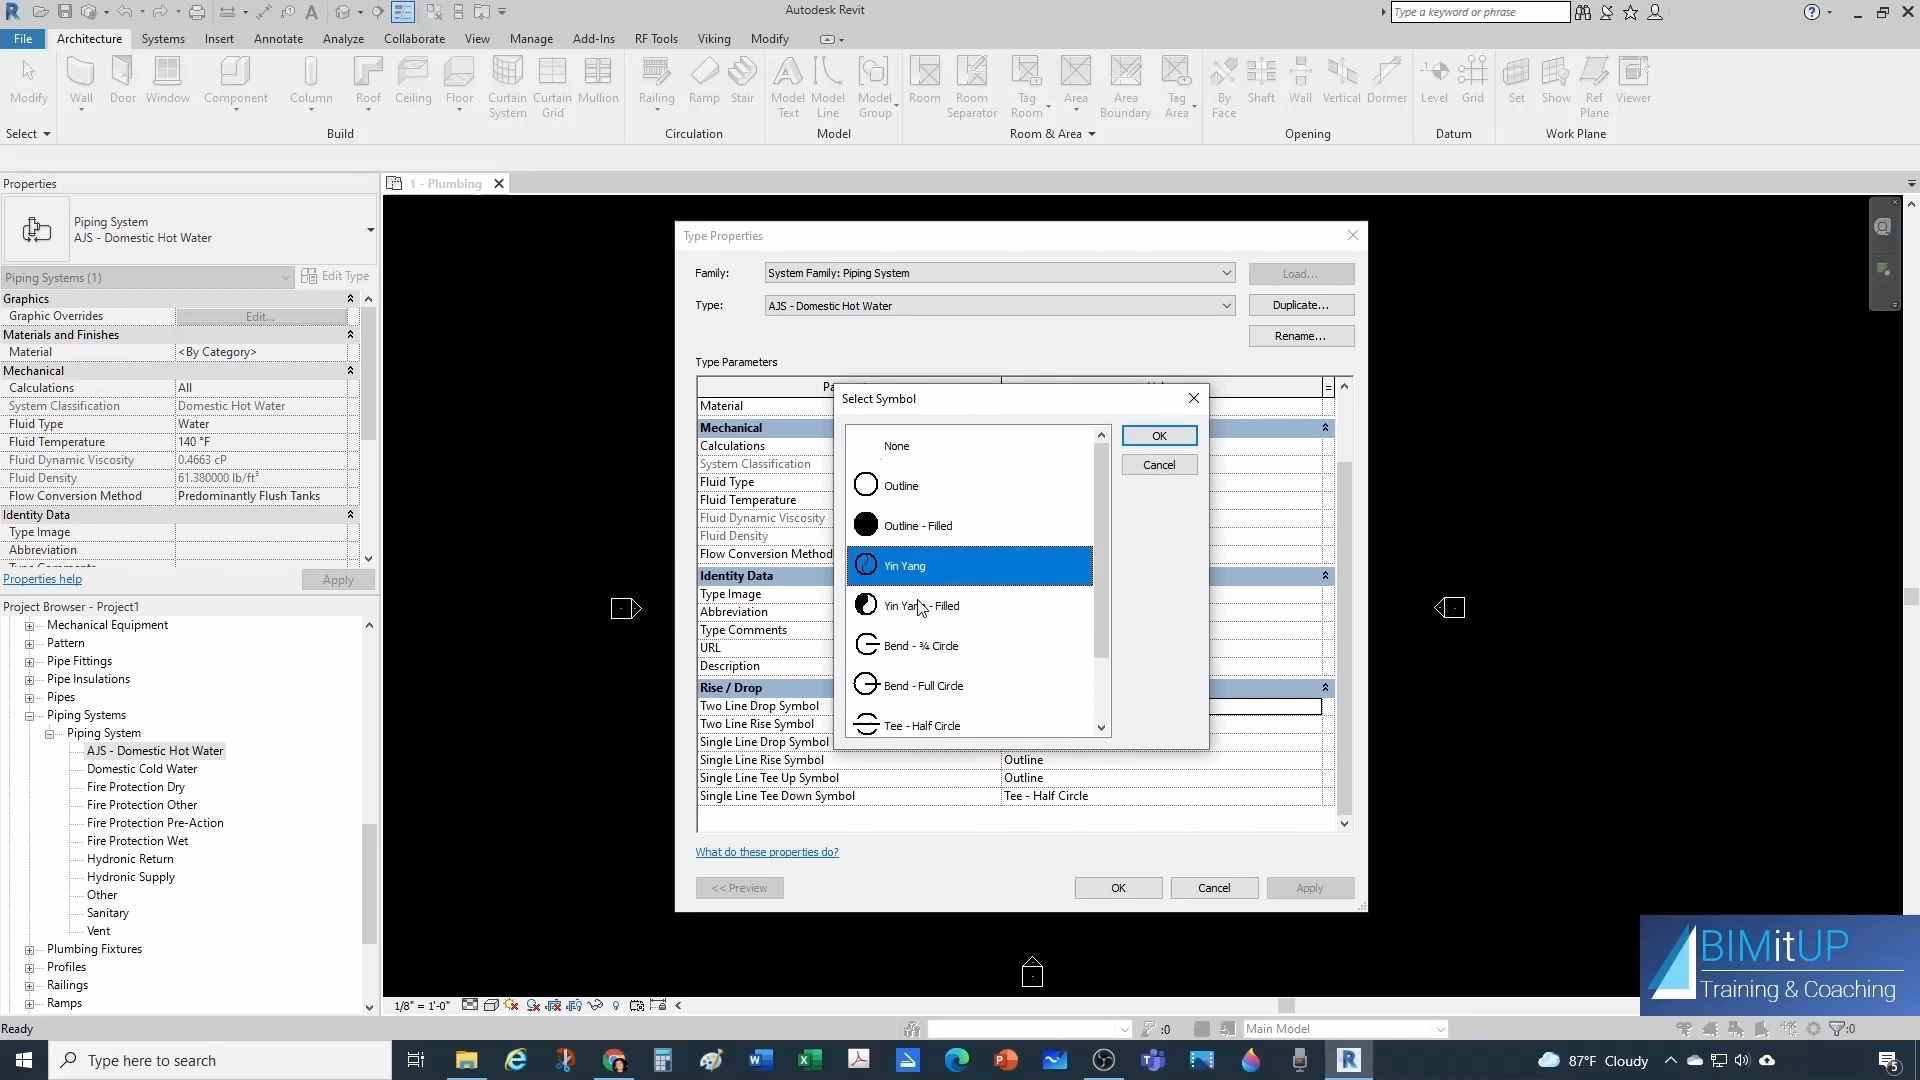 Autodesk Revit
Type a keyword or phrase
File Architecture Systems Insert Annotate Analyze Collaborate View Manage Add-Ins RF Tools Viking Modify
Modify Wall Door Window Component Column Roof Ceiling Floor Curtain System Curtain Grid Mullion Railing Ramp Stair Model Text Model Line Model Group Room Room Separator Tag Room Area Area Boundary Tag Area By Face Shaft Wall Vertical Dormer Level Grid Set Show Ref Plane Viewer
Select Build Circulation Model Room & Area Opening Datum Work Plane
Properties
1 - Plumbing
Piping System
AJS - Domestic Hot Water
Piping Systems (1) Edit Type
Graphics
Graphic Overrides Edit...
Materials and Finishes
Material <By Category>
Mechanical
Calculations All
System Classification Domestic Hot Water
Fluid Type Water
Fluid Temperature 140 °F
Fluid Dynamic Viscosity 0.4663 cP
Fluid Density 61.380000 lb/ft³
Flow Conversion Method Predominantly Flush Tanks
Identity Data
Type Image
Abbreviation
Properties help Apply
Project Browser - Project1
Mechanical Equipment
Pattern
Pipe Fittings
Pipe Insulations
Pipes
Piping Systems
Piping System
AJS - Domestic Hot Water
Domestic Cold Water
Fire Protection Dry
Fire Protection Other
Fire Protection Pre-Action
Fire Protection Wet
Hydronic Return
Hydronic Supply
Other
Sanitary
Vent
Plumbing Fixtures
Profiles
Railings
Ramps
Type Properties
Family: System Family: Piping System Load...
Type: AJS - Domestic Hot Water Duplicate...
Rename...
Type Parameters
=
Material
Mechanical
Calculations
System Classification
Fluid Type
Fluid Temperature
Fluid Dynamic Viscosity
Fluid Density
Flow Conversion Method
Identity Data
Type Image
Abbreviation
Type Comments
URL
Description
Rise / Drop
Two Line Drop Symbol
Two Line Rise Symbol
Single Line Drop Symbol
Single Line Rise Symbol Outline
Single Line Tee Up Symbol Outline
Single Line Tee Down Symbol Tee - Half Circle
What do these properties do?
<< Preview OK Cancel Apply
Select Symbol
None
Outline
Outline - Filled
Yin Yang
Yin Yang - Filled
Bend - ¾ Circle
Bend - Full Circle
Tee - Half Circle
OK
Cancel
BIMitUP
Training & Coaching
1/8" = 1'-0"
Ready :0 Main Model :0
Type here to search
87°F Cloudy
5